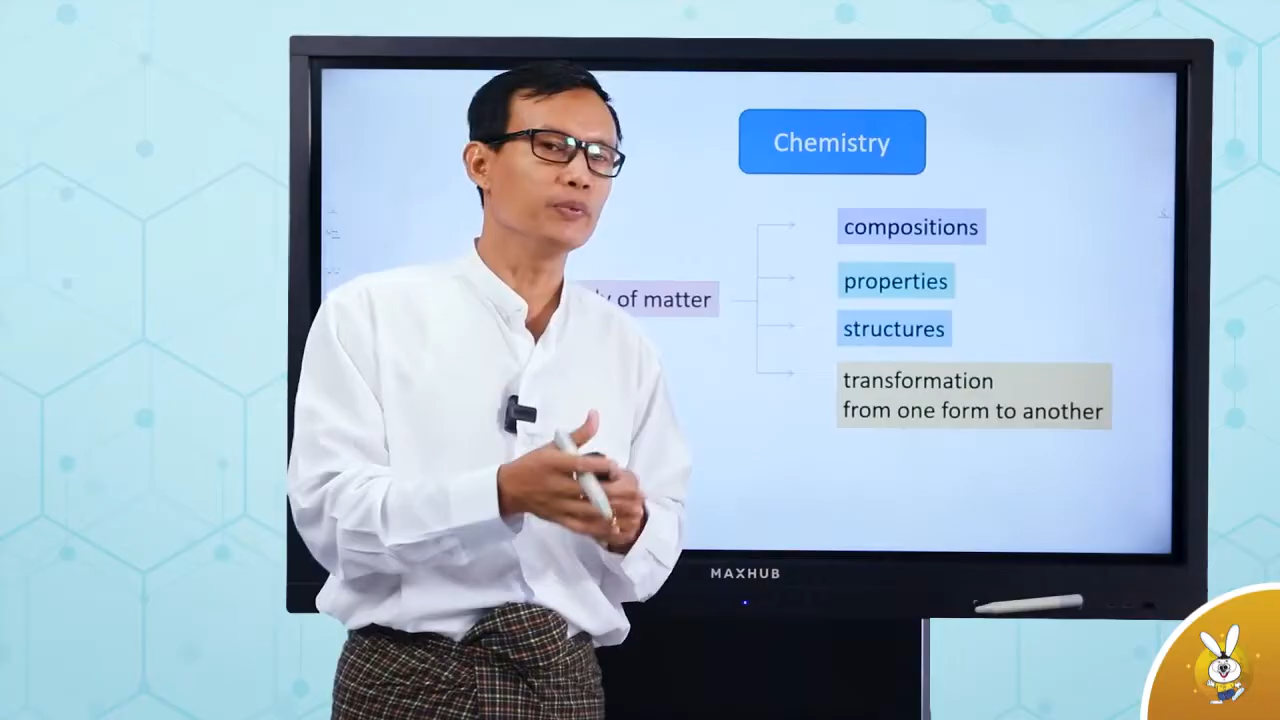 Chemistry
compositions
of matter
properties
structures
transformation
from one form to another
MAXHUB